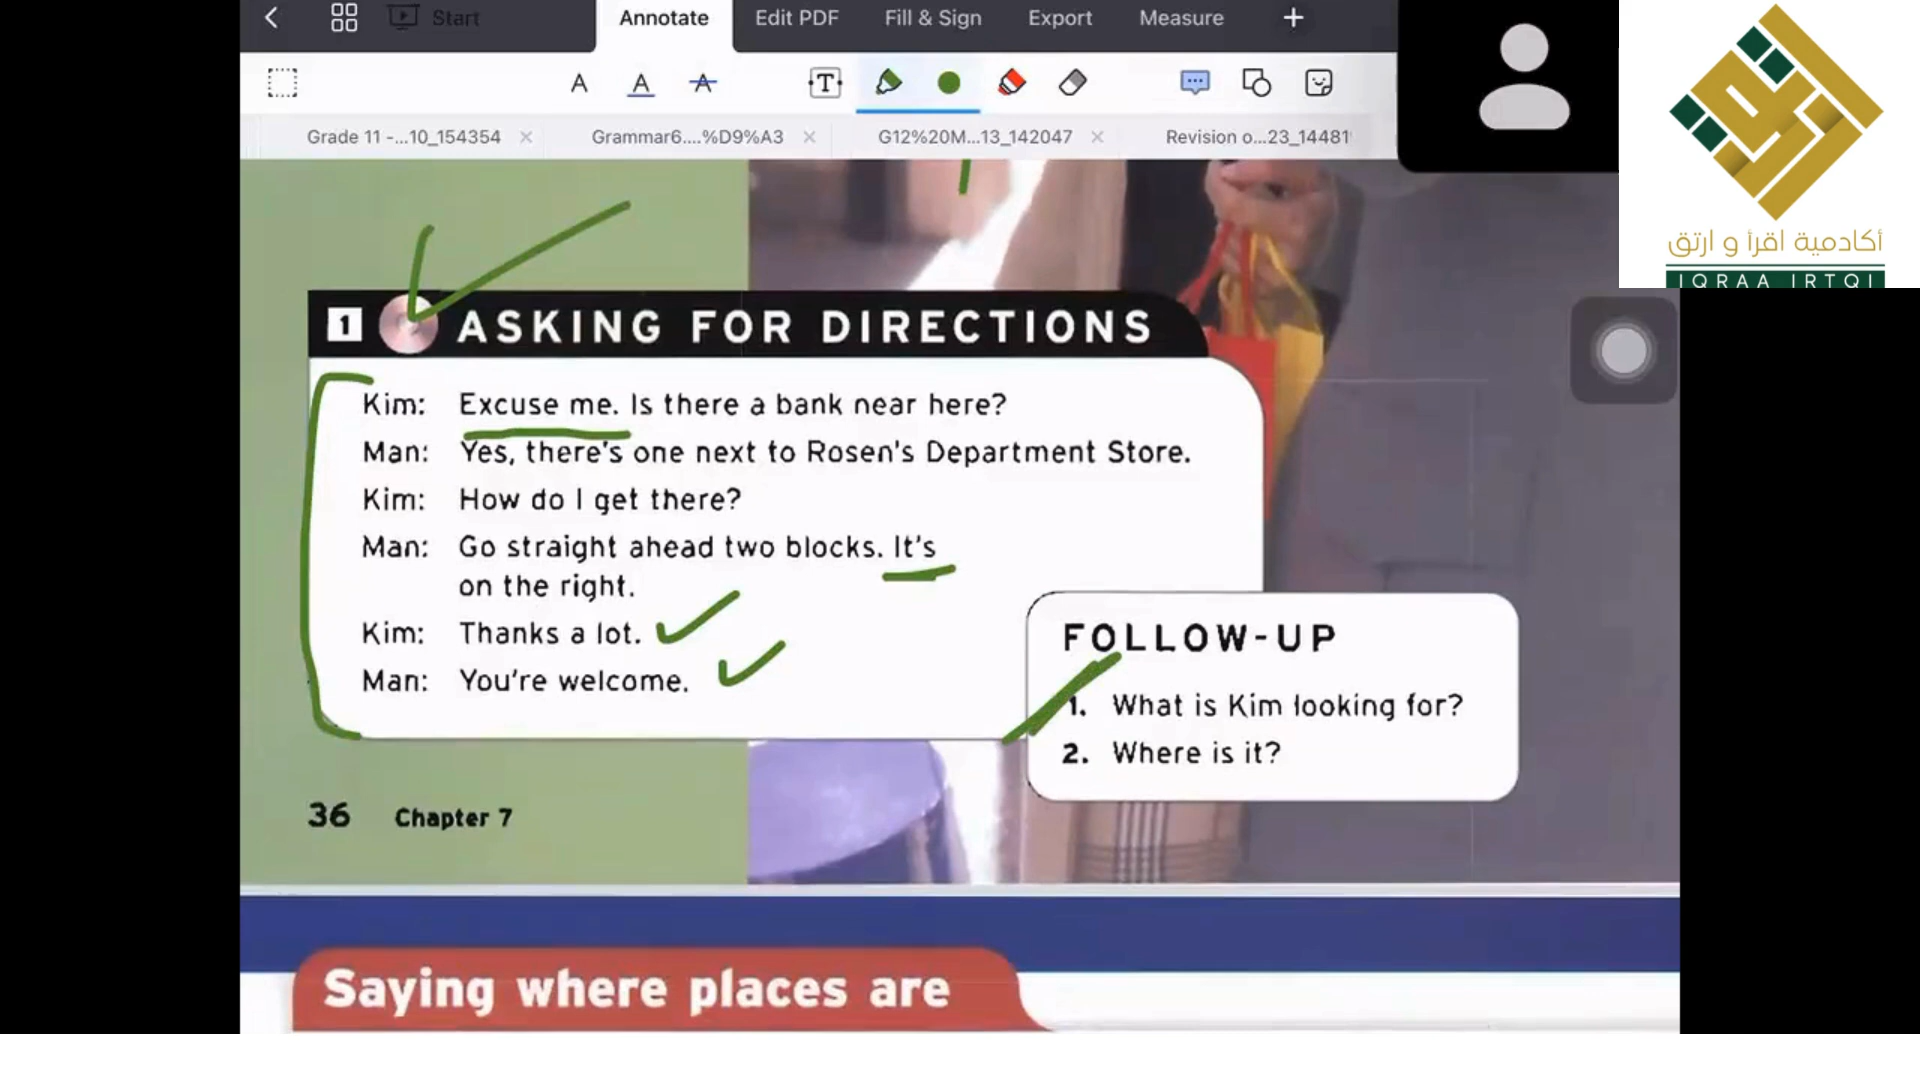 Start
Annotate
Edit PDF
Fill & Sign
Export
Measure
A A A T
Grade 11 -...10_154354
Grammar6....%D9%A3
G12%20M...13_142047
Revision o...23_14481
أكادمية اقرأ و ارتق
IQRAA IRTQI
1 ASKING FOR DIRECTIONS
Kim: Excuse me. Is there a bank near here?
Man: Yes, there's one next to Rosen's Department Store.
Kim: How do I get there?
Man: Go straight ahead two blocks. It's
on the right.
Kim: Thanks a lot.
Man: You're welcome.
FOLLOW-UP
1. What is Kim looking for?
2. Where is it?
36 Chapter 7
Saying where places are